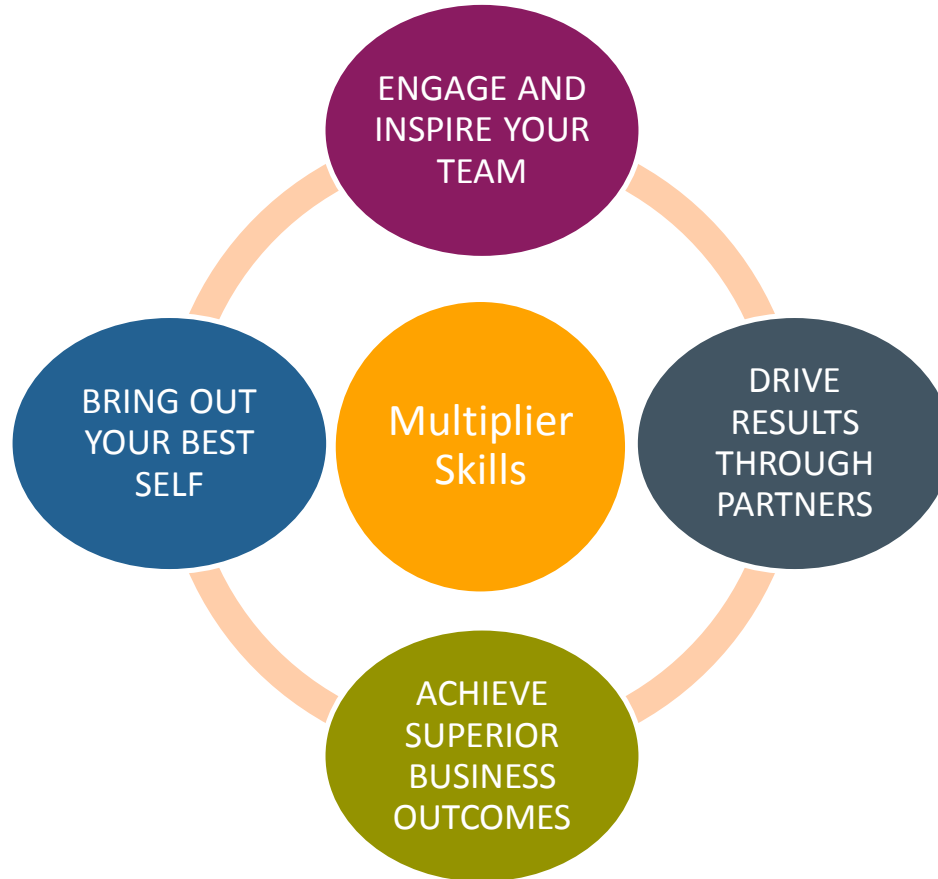 ENGAGE AND
INSPIRE YOUR
TEAM
BRING OUT
YOUR BEST
SELF
Multiplier
Skills
DRIVE
RESULTS
THROUGH
PARTNERS
ACHIEVE
SUPERIOR
BUSINESS
OUTCOMES